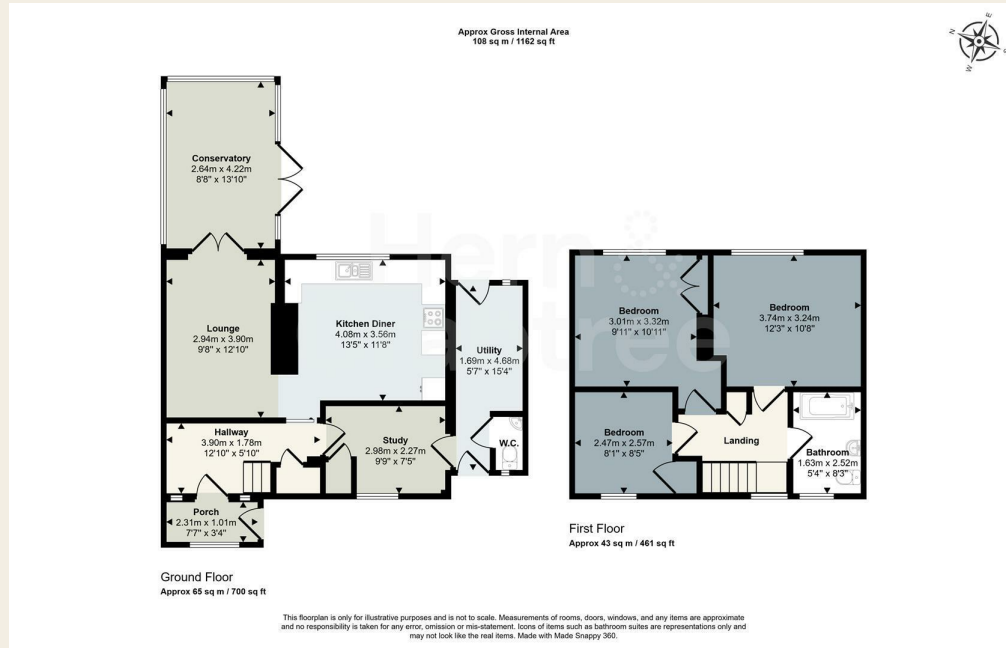 Approx Gross Internal Area
108 sq m / 1162 sq ft
N
E
S
W
Conservatory
2.64m x 4.22m
8'8" x 13'10"
Lounge
2.94m x 3.90m
9'8" x 12'10"
Kitchen Diner
4.08m x 3.56m
13'5" x 11'8"
Utility
1.69m x 4.68m
5'7" x 15'4"
W.C.
Hallway
3.90m x 1.78m
12'10" x 5'10"
Study
2.98m x 2.27m
9'9" x 7'5"
Porch
2.31m x 1.01m
7'7" x 3'4"
Ground Floor
Approx 65 sq m / 700 sq ft
Bedroom
3.01m x 3.32m
9'11" x 10'11"
Bedroom
3.74m x 3.24m
12'3" x 10'8"
Bedroom
2.47m x 2.57m
8'1" x 8'5"
Landing
Bathroom
1.63m x 2.52m
5'4" x 8'3"
First Floor
Approx 43 sq m / 461 sq ft
Hern &
Crabtree
This floorplan is only for illustrative purposes and is not to scale. Measurements of rooms, doors, windows, and any items are approximate
and no responsibility is taken for any error, omission or mis-statement. Icons of items such as bathroom suites are representations only and
may not look like the real items. Made with Made Snappy 360.